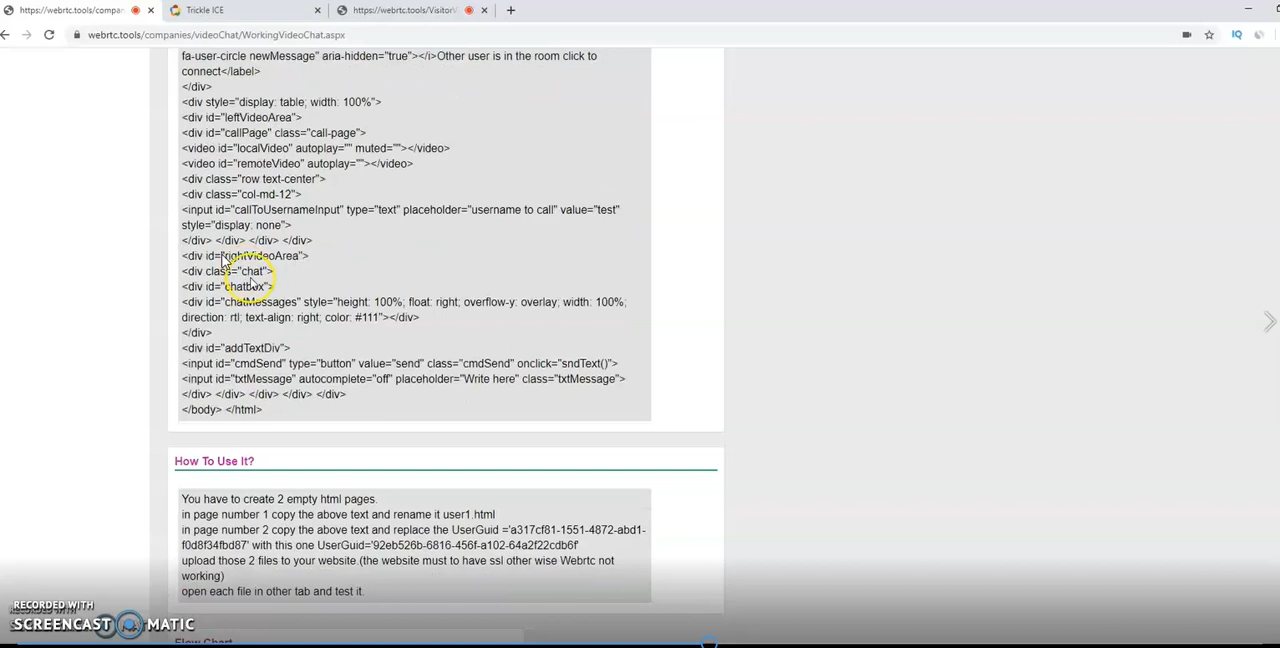 https://webrtc.tools/compan
Trickle ICE
https://webrtc.tools/VisitorV
webrtc.tools/companies/videoChat/WorkingVideoChat.aspx
IQ
fa-user-circle newMessage" aria-hidden="true"></i>Other user is in the room click to
connect</label>
</div>
<div style="display: table; width: 100%">
<div id="leftVideoArea">
<div id="callPage" class="call-page">
<video id="localVideo" autoplay="" muted=""></video>
<video id="remoteVideo" autoplay=""></video>
<div class="row text-center">
<div class="col-md-12">
<input id="callToUsernameInput" type="text" placeholder="username to call" value="test"
style="display: none">
</div> </div> </div> </div>
<div id="rightVideoArea">
<div class="chat">
<div id="chatbox">
<div id="chatMessages" style="height: 100%; float: right; overflow-y: overlay; width: 100%;
direction: rtl; text-align: right; color: #111"></div>
</div>
<div id="addTextDiv">
<input id="cmdSend" type="button" value="send" class="cmdSend" onclick="sndText()">
<input id="txtMessage" autocomplete="off" placeholder="Write here" class="txtMessage">
</div> </div> </div> </div> </div>
</body> </html>
How To Use It?
You have to create 2 empty html pages.
in page number 1 copy the above text and rename it user1.html
in page number 2 copy the above text and replace the UserGuid ='a317cf81-1551-4872-abd1-
f0d8f34fbd87' with this one UserGuid='92eb526b-6816-456f-a102-64a2f22cdb6f'
upload those 2 files to your website.(the website must to have ssl other wise Webrtc not
working)
open each file in other tab and test it.
RECORDED WITH
SCREENCAST MATIC
Flow Chart